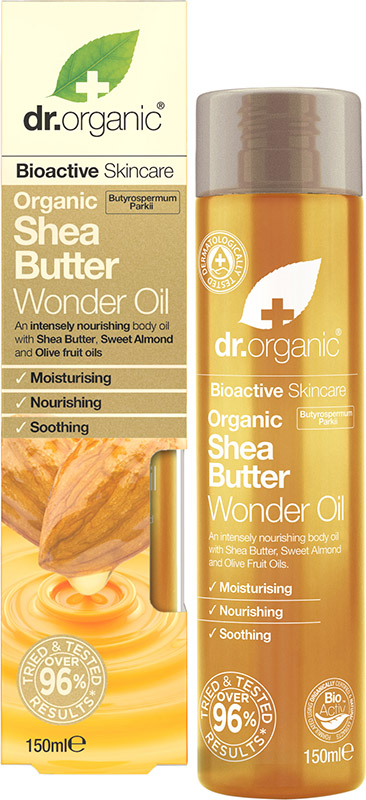 dr.organic®
Bioactive Skincare
Organic
Butyrospermum
Parkii
Shea
Butter
Wonder Oil
An intensely nourishing body oil
with Shea Butter, Sweet Almond
and Olive fruit oils
✓ Moisturising
✓ Nourishing
✓ Soothing
TRIED & TESTED
OVER
96%
RESULTS*
150ml℮
DERMATOLOGICALLY
TESTED
dr.organic®
Bioactive Skincare
Organic
Butyrospermum
Parkii
Shea
Butter
Wonder Oil
An intensely nourishing body oil
with Shea Butter, Sweet Almond
and Olive Fruit Oils.
✓ Moisturising
✓ Nourishing
✓ Soothing
TRIED & TESTED
OVER
96%
RESULTS*
Bio
Activ
150ml℮